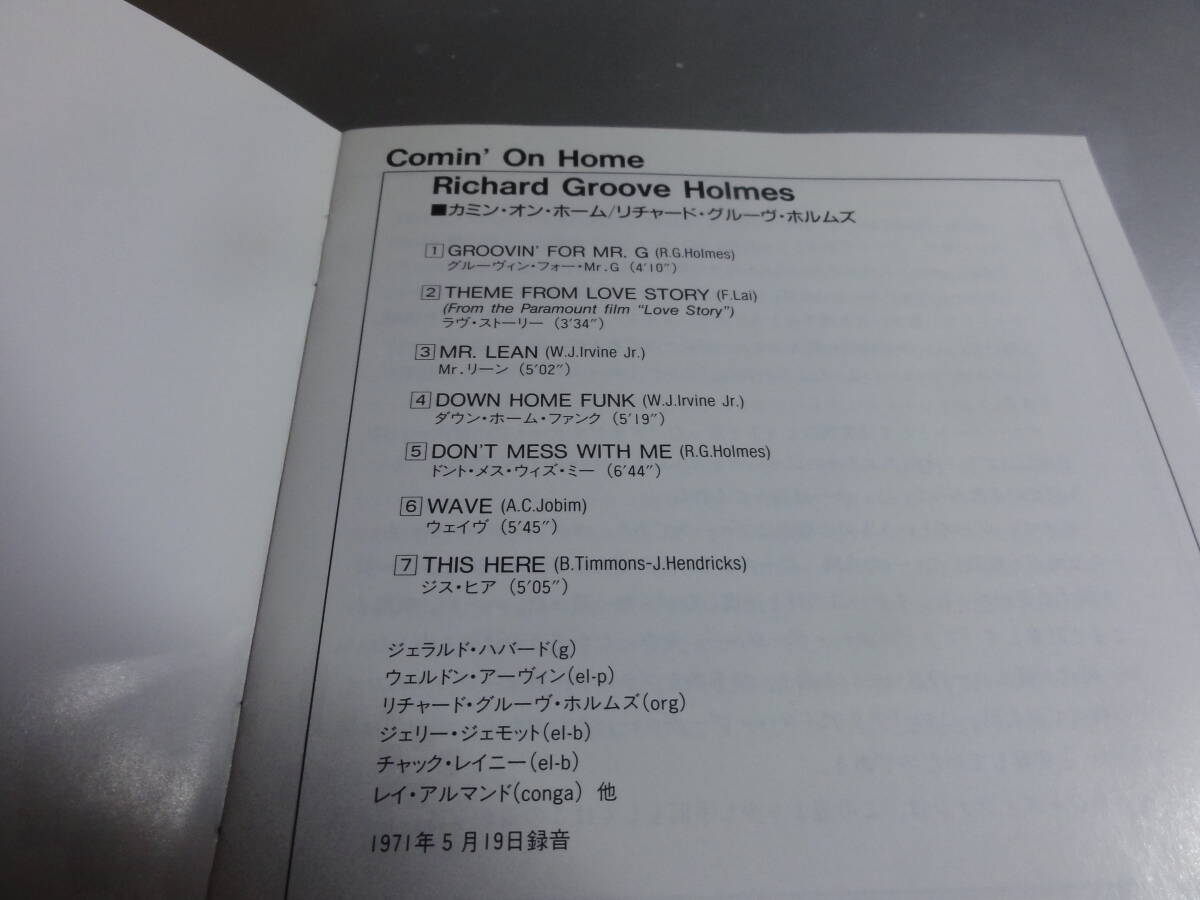 Comin' On Home
Richard Groove Holmes
■カミン・オン・ホーム/リチャード・グルーヴ・ホルムズ
1 GROOVIN' FOR MR. G (R.G.Holmes)
グルーヴィン・フォー・Mr.G (4'10")
2 THEME FROM LOVE STORY (F.Lai)
(From the Paramount film "Love Story")
ラヴ・ストーリー (3'34")
3 MR. LEAN (W.J.Irvine Jr.)
Mr.リーン (5'02")
4 DOWN HOME FUNK (W.J.Irvine Jr.)
ダウン・ホーム・ファンク (5'19")
5 DON'T MESS WITH ME (R.G.Holmes)
ドント・メス・ウィズ・ミー (6'44")
6 WAVE (A.C.Jobim)
ウェイヴ (5'45")
7 THIS HERE (B.Timmons-J.Hendricks)
ジス・ヒア (5'05")
ジェラルド・ハバード(g)
ウェルドン・アーヴィン(el-p)
リチャード・グルーヴ・ホルムズ(org)
ジェリー・ジェモット(el-b)
チャック・レイニー(el-b)
レイ・アルマンド(conga) 他
1971年5月19日録音